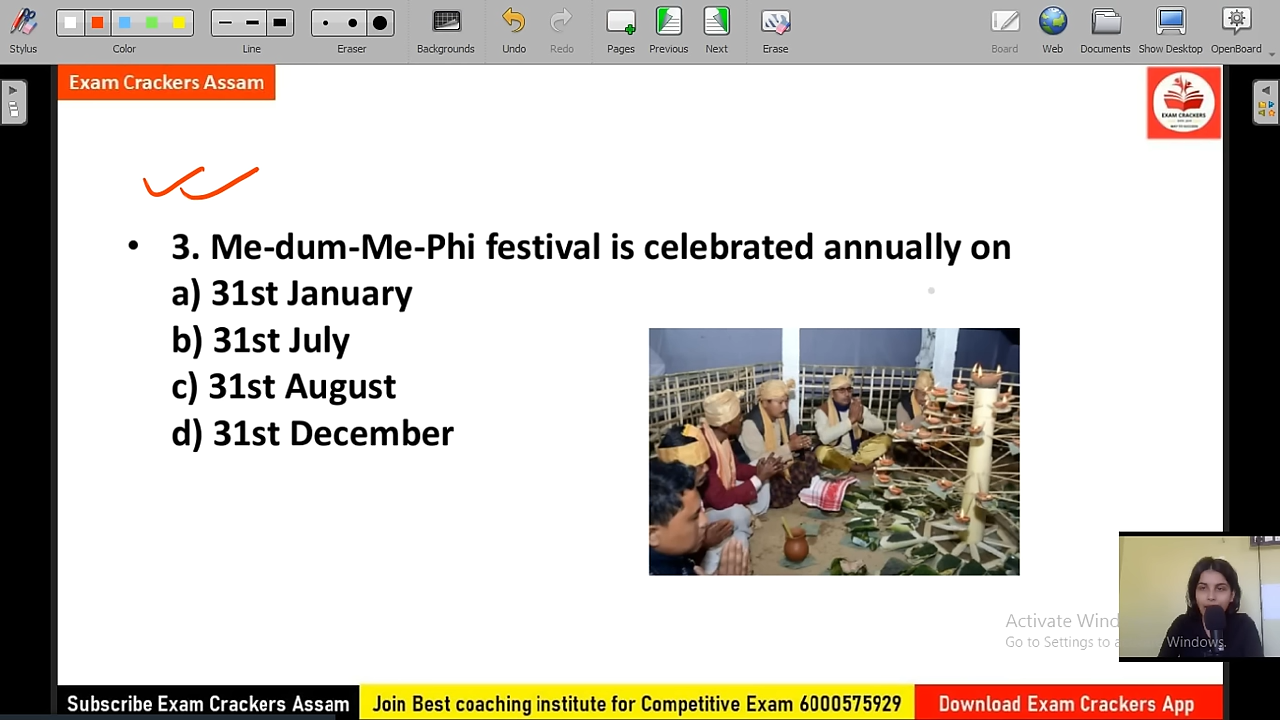 Stylus
Color
Line
Eraser
Backgrounds
Undo
Redo
Pages
Previous
Next
Erase
Board
Web
Documents
Show Desktop
OpenBoard
Exam Crackers Assam
EXAM CRACKERS
3. Me-dum-Me-Phi festival is celebrated annually on
a) 31st January
b) 31st July
c) 31st August
d) 31st December
Activate Wind
Go to Settings to a Windows.
Subscribe Exam Crackers Assam
Join Best coaching institute for Competitive Exam 6000575929
Download Exam Crackers App